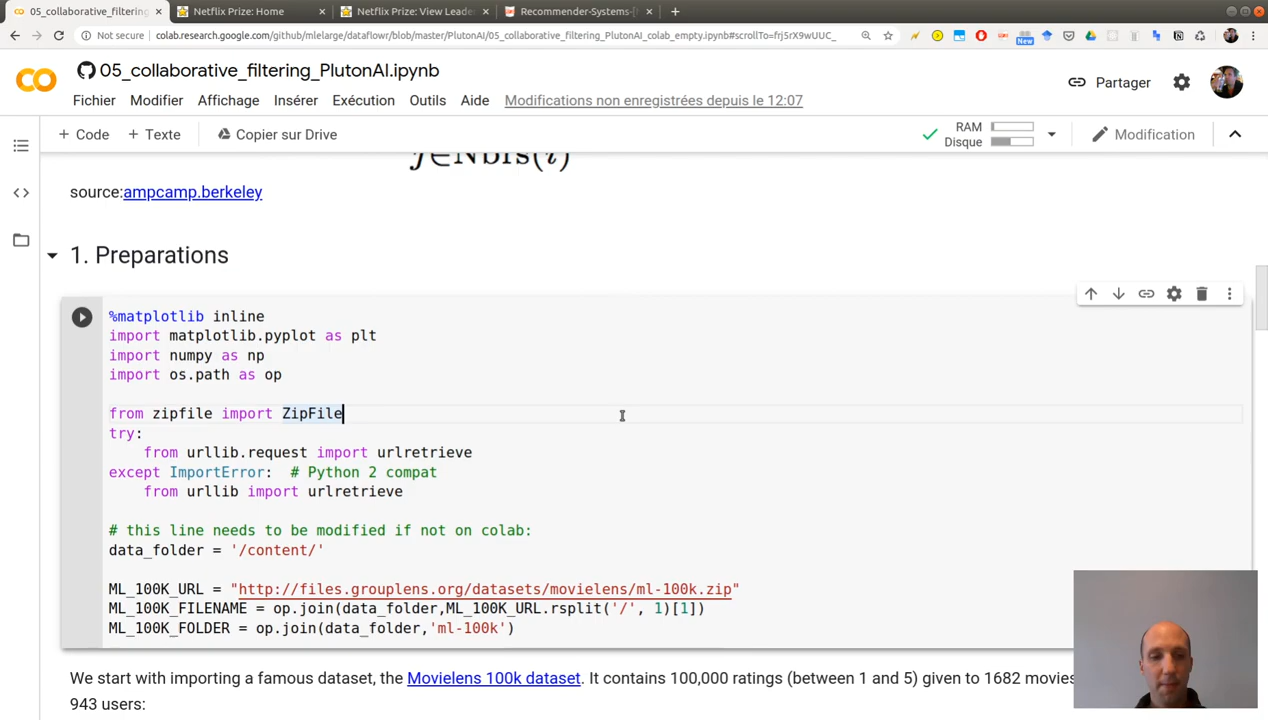 05_collaborative_filtering_
Netflix Prize: Home
Netflix Prize: View Leade
Recommender-Systems-[
Not secure
colab.research.google.com/github/mlelarge/dataflowr/blob/master/PlutonAI/05_collaborative_filtering_PlutonAI_colab_empty.ipynb#scrollTo=frj5rX9wUUC_
New
05_collaborative_filtering_PlutonAI.ipynb
Partager
Fichier Modifier Affichage Insérer Exécution Outils Aide Modifications non enregistrées depuis le 12:07
+ Code + Texte Copier sur Drive
RAM
Disque
Modification
j∈Nbrs(i)
source:ampcamp.berkeley
1. Preparations
%matplotlib inline
import matplotlib.pyplot as plt
import numpy as np
import os.path as op
from zipfile import ZipFile
try:
from urllib.request import urlretrieve
except ImportError:  # Python 2 compat
from urllib import urlretrieve
# this line needs to be modified if not on colab:
data_folder = '/content/'
ML_100K_URL = "http://files.grouplens.org/datasets/movielens/ml-100k.zip"
ML_100K_FILENAME = op.join(data_folder,ML_100K_URL.rsplit('/', 1)[1])
ML_100K_FOLDER = op.join(data_folder,'ml-100k')
We start with importing a famous dataset, the Movielens 100k dataset. It contains 100,000 ratings (between 1 and 5) given to 1682 movies
943 users: